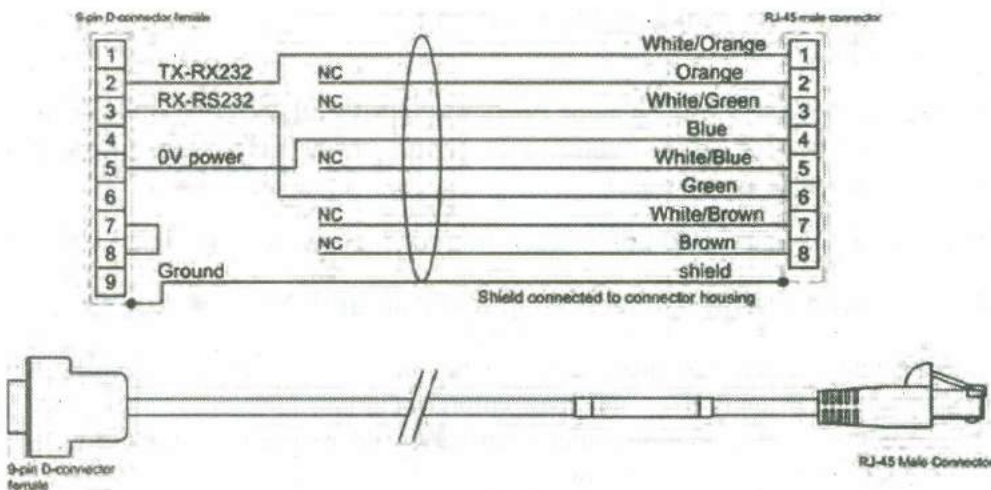 9-pin D-connector female
RJ-45 male connector
1
2
3
4
5
6
7
8
9
TX-RX232
RX-RS232
0V power
Ground
NC
NC
NC
NC
NC
White/Orange
Orange
White/Green
Blue
White/Blue
Green
White/Brown
Brown
shield
1
2
3
4
5
6
7
8
Shield connected to connector housing
9-pin D-connector
female
RJ-45 Male Connector